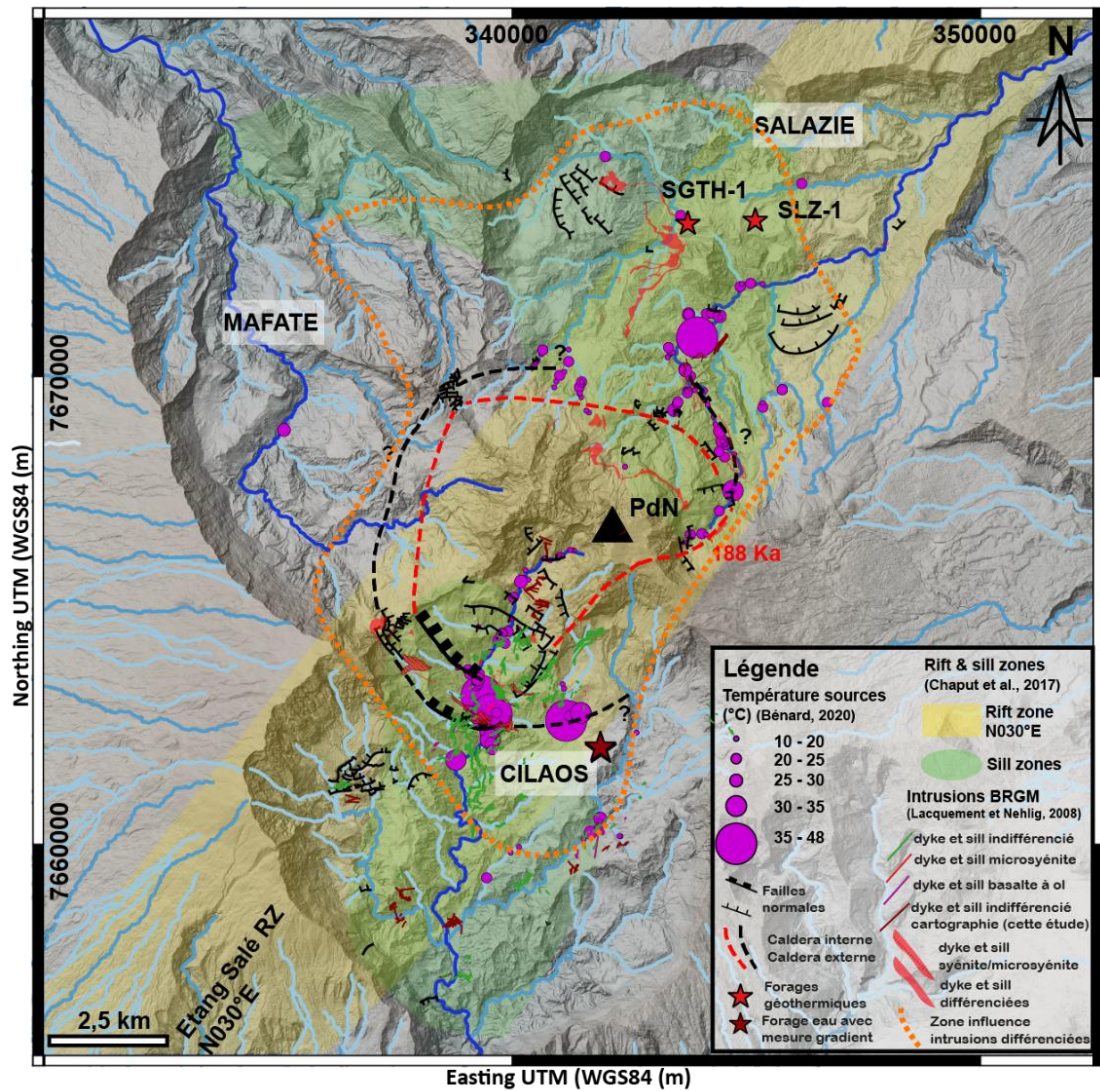 340000
350000
N
SALAZIE
SGTH-1
SLZ-1
MAFATE
?
7670000
?
?
PdN
188 Ka
?
CILAOS
7660000
Northing UTM (WGS84 (m)
Etang Salé RZ
N030°E
2,5 km
Easting UTM (WGS84 (m)
Légende
Température sources
(°C) (Bénard, 2020)
10 - 20
20 - 25
25 - 30
30 - 35
35 - 48
Failles
normales
Caldera interne
Caldera externe
Forages
géothermiques
Forage eau avec
mesure gradient
Rift & sill zones
(Chaput et al., 2017)
Rift zone
N030°E
Sill zones
Intrusions BRGM
(Lacquement et Nehlig, 2008)
dyke et sill indifférencié
dyke et sill microsyénite
dyke et sill basalte à ol
dyke et sill indifférencié
cartographie (cette étude)
dyke et sill
syénite/microsyénite
dyke et sill
différenciées
Zone influence
intrusions différenciées